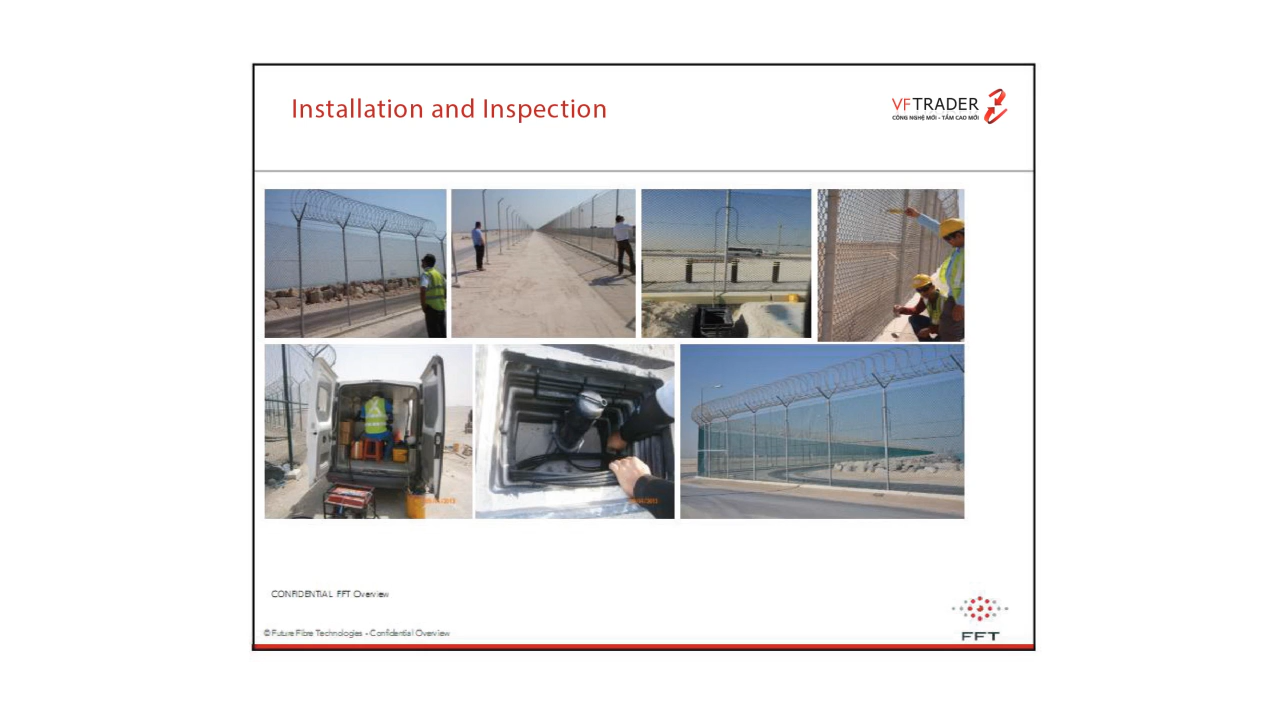 Installation and Inspection
VFTRADER
CÔNG NGHỆ MỚI - TẦM CAO MỚI
CONFIDENTIAL FFT Overview
© Future Fibre Technologies - Confidential Overview
FFT